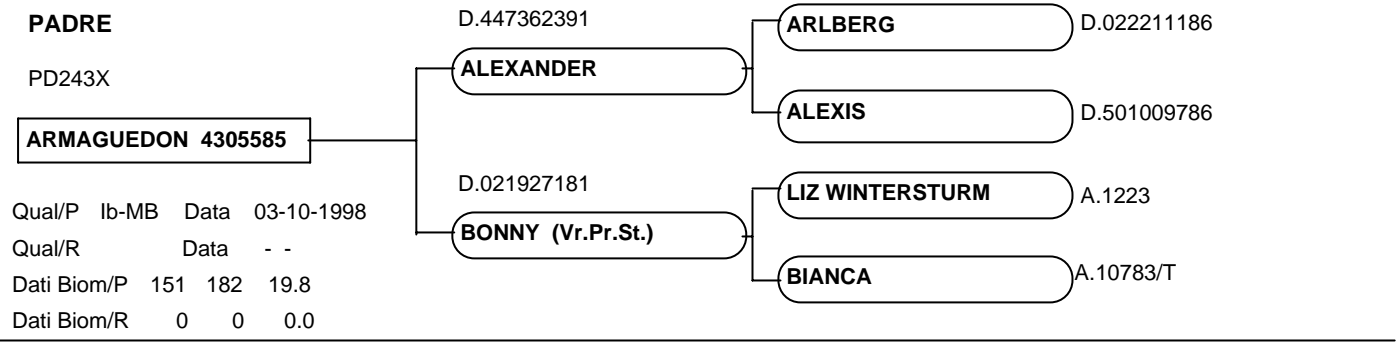 PADRE
PD243X
ARMAGUEDON 4305585
Qual/P Ib-MB Data 03-10-1998
Qual/R Data - -
Dati Biom/P 151 182 19.8
Dati Biom/R 0 0 0.0
D.447362391
ALEXANDER
D.021927181
BONNY (Vr.Pr.St.)
ARLBERG D.022211186
ALEXIS D.501009786
LIZ WINTERSTURM A.1223
BIANCA A.10783/T